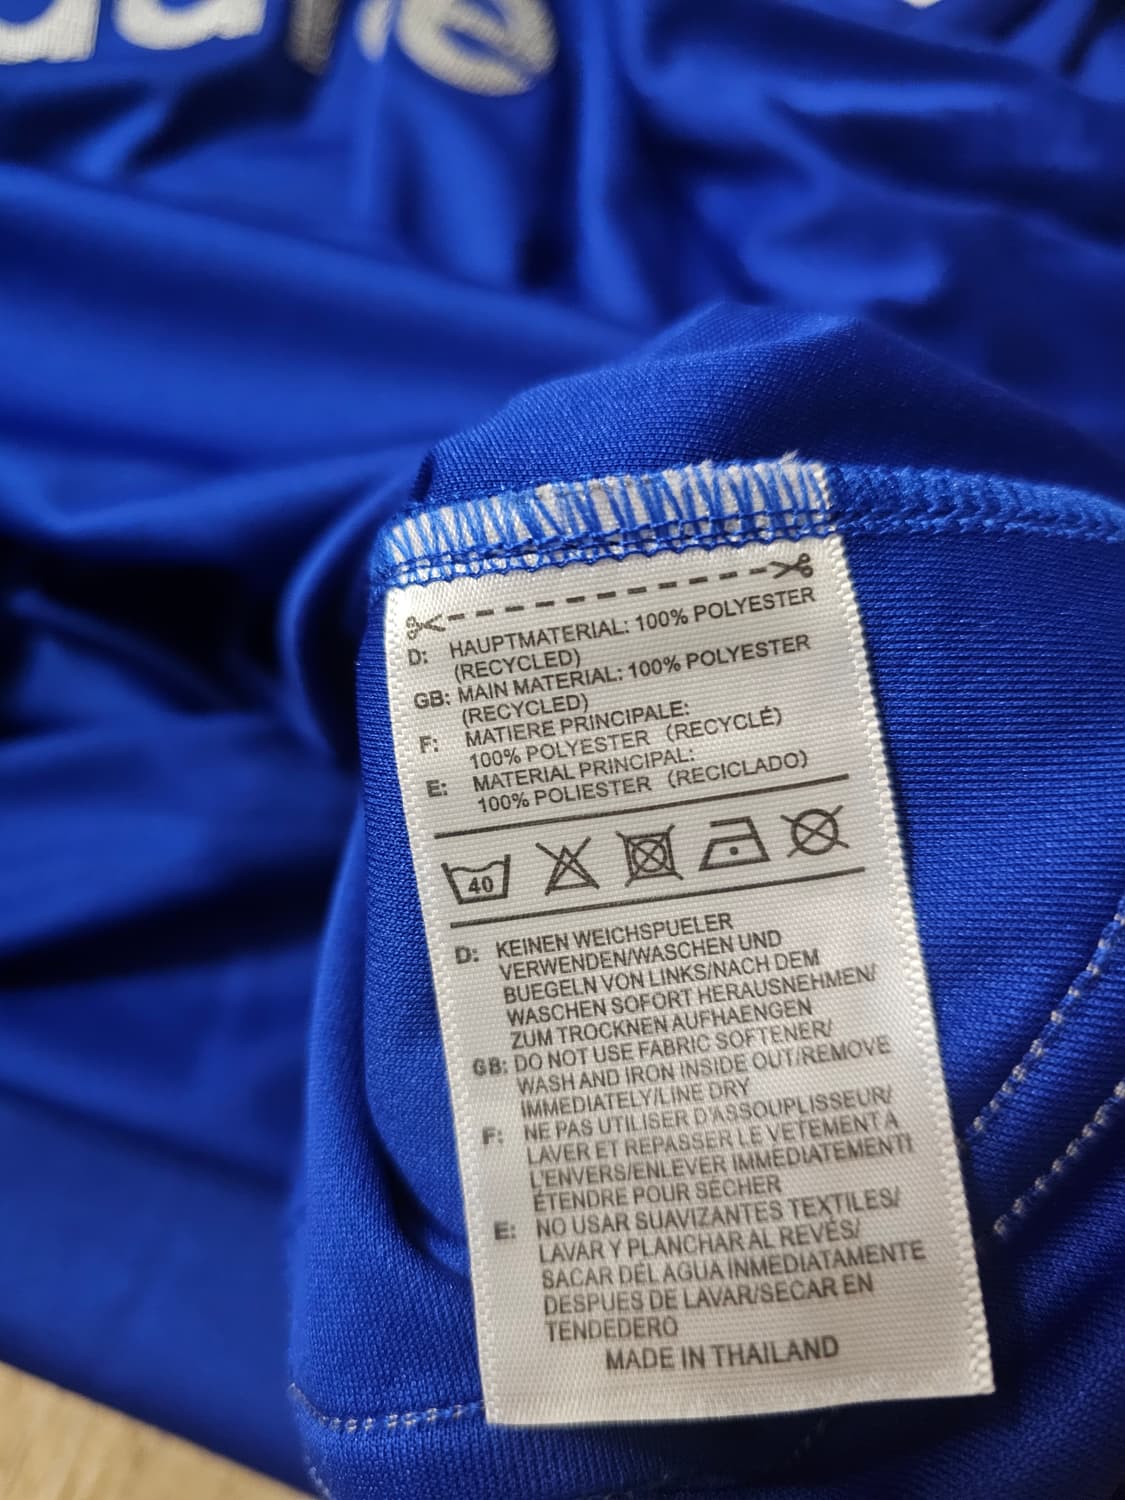 D: HAUPTMATERIAL: 100% POLYESTER
(RECYCLED)
GB: MAIN MATERIAL: 100% POLYESTER
(RECYCLED)
F: MATIERE PRINCIPALE:
100% POLYESTER (RECYCLÉ)
E: MATERIAL PRINCIPAL:
100% POLIESTER (RECICLADO)
40
D: KEINEN WEICHSPUELER
VERWENDEN/WASCHEN UND
BUEGELN VON LINKS/NACH DEM
WASCHEN SOFORT HERAUSNEHMEN/
ZUM TROCKNEN AUFHAENGEN
GB: DO NOT USE FABRIC SOFTENER/
WASH AND IRON INSIDE OUT/REMOVE
IMMEDIATELY/LINE DRY
F: NE PAS UTILISER D'ASSOUPLISSEUR/
LAVER ET REPASSER LE VETEMENT À
L'ENVERS/ENLEVER IMMÉDIATEMENT/
ÉTENDRE POUR SÉCHER
E: NO USAR SUAVIZANTES TEXTILES/
LAVAR Y PLANCHAR AL REVÉS/
SACAR DEL AGUA INMEDIATAMENTE
DESPUES DE LAVAR/SECAR EN
TENDEDERO
MADE IN THAILAND